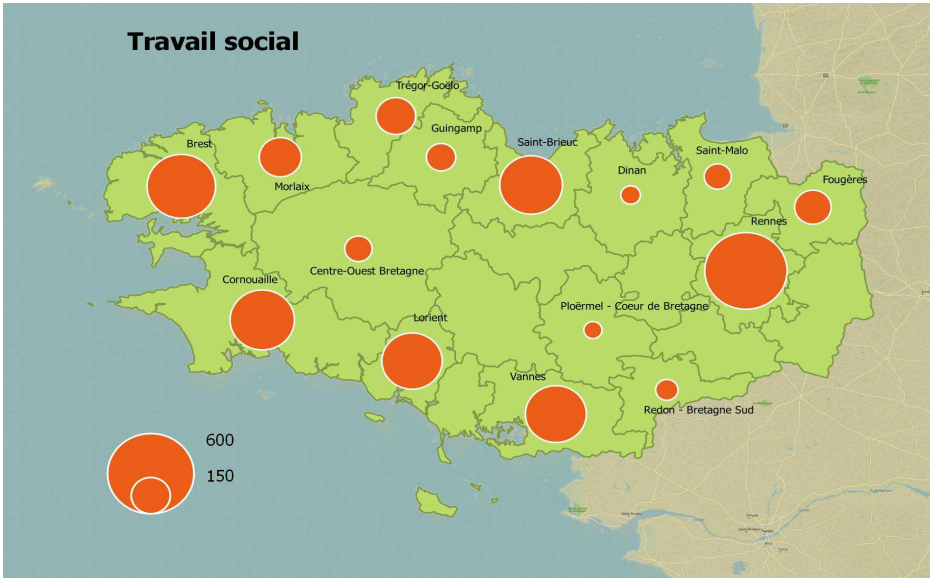 Travail social
Trégor-Goëlo
Guingamp
Brest
Saint-Brieuc
Saint-Malo
Morlaix
Dinan
Fougères
Rennes
Centre-Ouest Bretagne
Cornouaille
Ploërmel - Coeur de Bretagne
Lorient
Vannes
Redon - Bretagne Sud
600
150